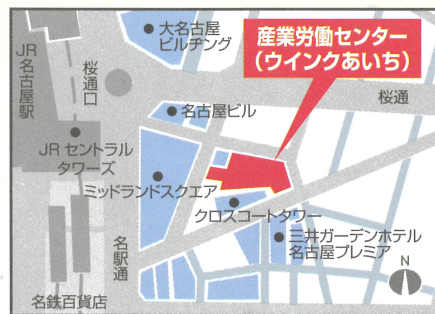 大名古屋
ビルヂング
産業労働センター
(ウインクあいち)
JR名古屋駅
桜通口
桜通
名古屋ビル
JRセントラル
タワーズ
ミッドランドスクエア
クロスコートタワー
三井ガーデンホテル
名古屋プレミア
名駅通
N
名鉄百貨店